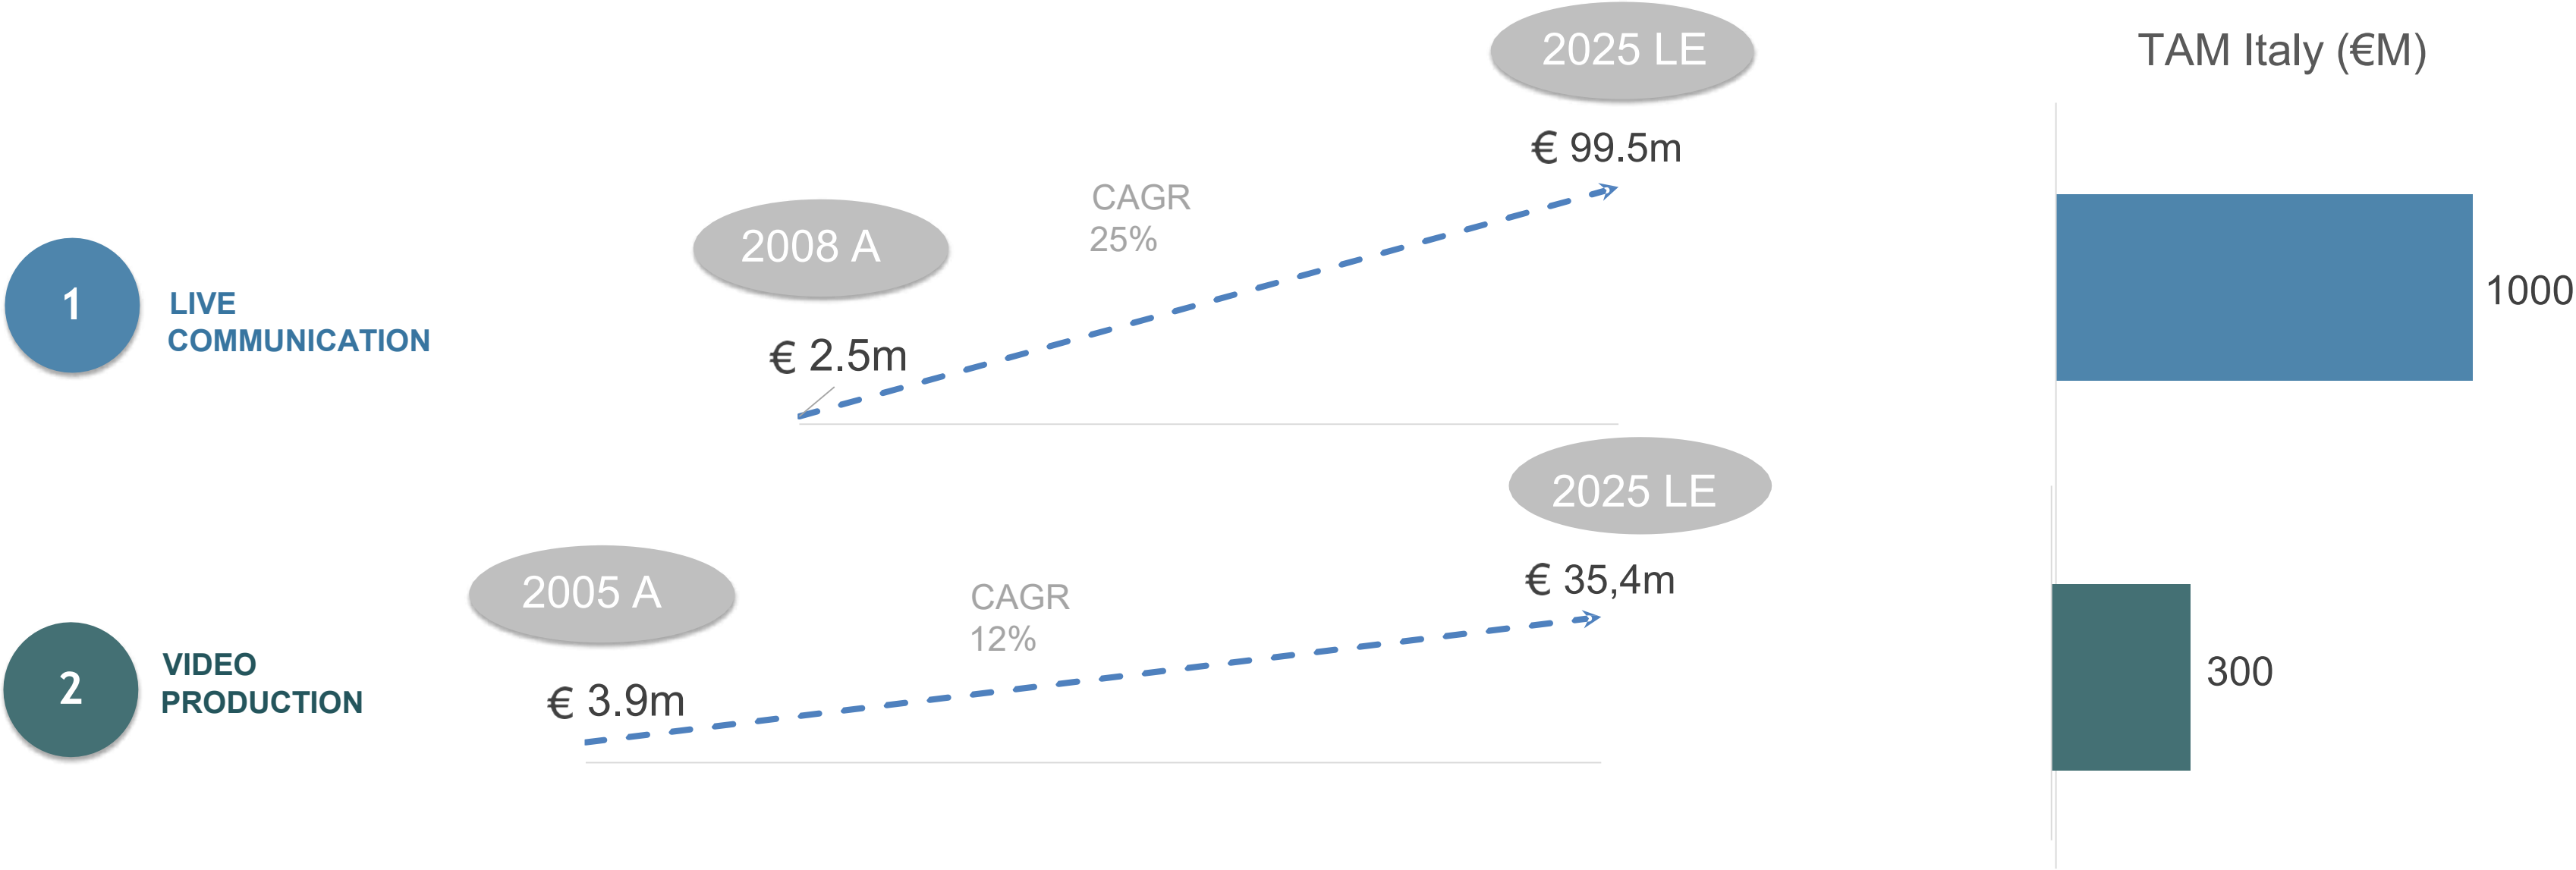 2025 LE
TAM Italy (€M)
€ 99.5m
CAGR
25%
2008 A
1
LIVE
COMMUNICATION
€ 2.5m
1000
2025 LE
2005 A
CAGR
12%
€ 35,4m
2
VIDEO
PRODUCTION
€ 3.9m
300